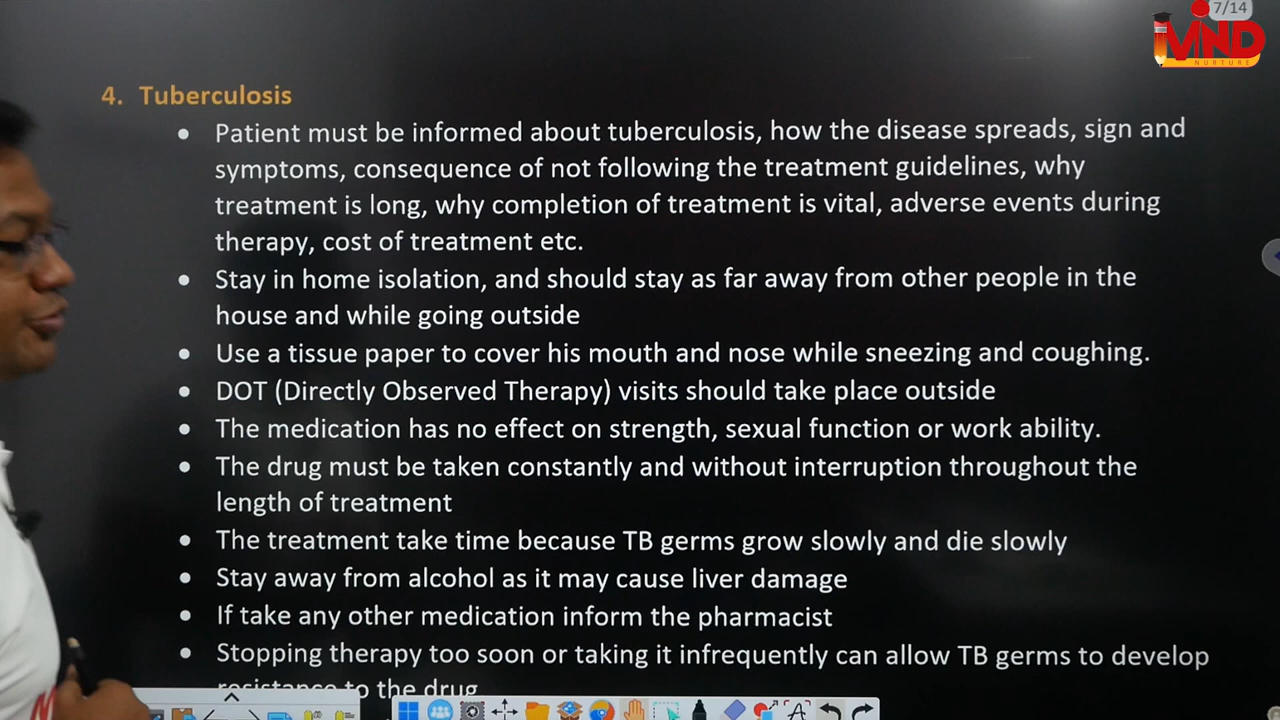 7/14
MIND
NURTURE
4. Tuberculosis
• Patient must be informed about tuberculosis, how the disease spreads, sign and
symptoms, consequence of not following the treatment guidelines, why
treatment is long, why completion of treatment is vital, adverse events during
therapy, cost of treatment etc.
• Stay in home isolation, and should stay as far away from other people in the
house and while going outside
• Use a tissue paper to cover his mouth and nose while sneezing and coughing.
• DOT (Directly Observed Therapy) visits should take place outside
• The medication has no effect on strength, sexual function or work ability.
• The drug must be taken constantly and without interruption throughout the
length of treatment
• The treatment take time because TB germs grow slowly and die slowly
• Stay away from alcohol as it may cause liver damage
• If take any other medication inform the pharmacist
• Stopping therapy too soon or taking it infrequently can allow TB germs to develop
resistance to the drug